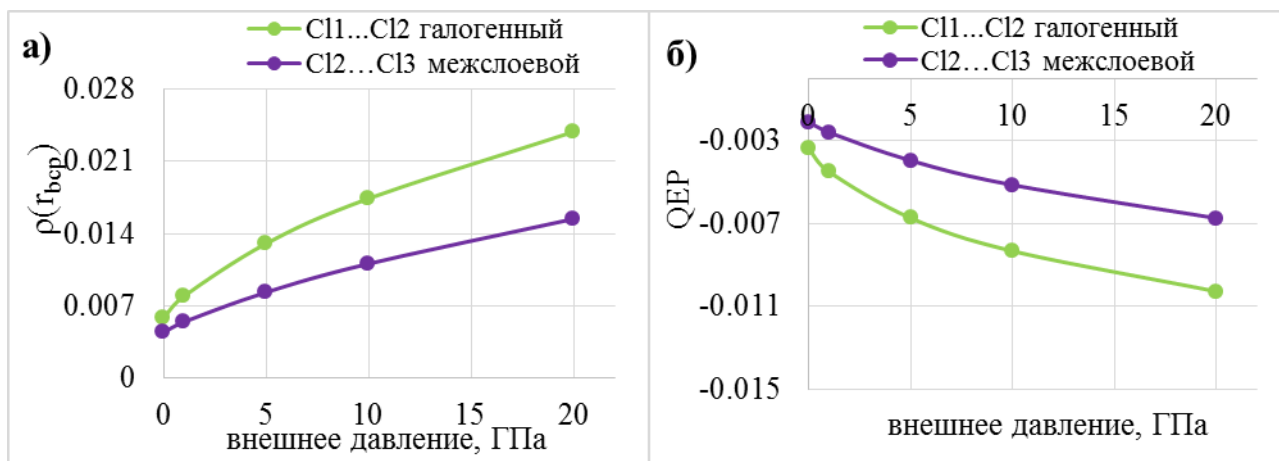 а)
Cl1...Cl2 галогенный
Cl2…Cl3 межслоевой
0.028
0.021
0.014
0.007
0
ρ(r_bcp)
0 5 10 15 20
внешнее давление, ГПа
б)
Cl1...Cl2 галогенный
Cl2…Cl3 межслоевой
0 5 10 15 20
-0.003
-0.007
-0.011
-0.015
QEP
внешнее давление, ГПа